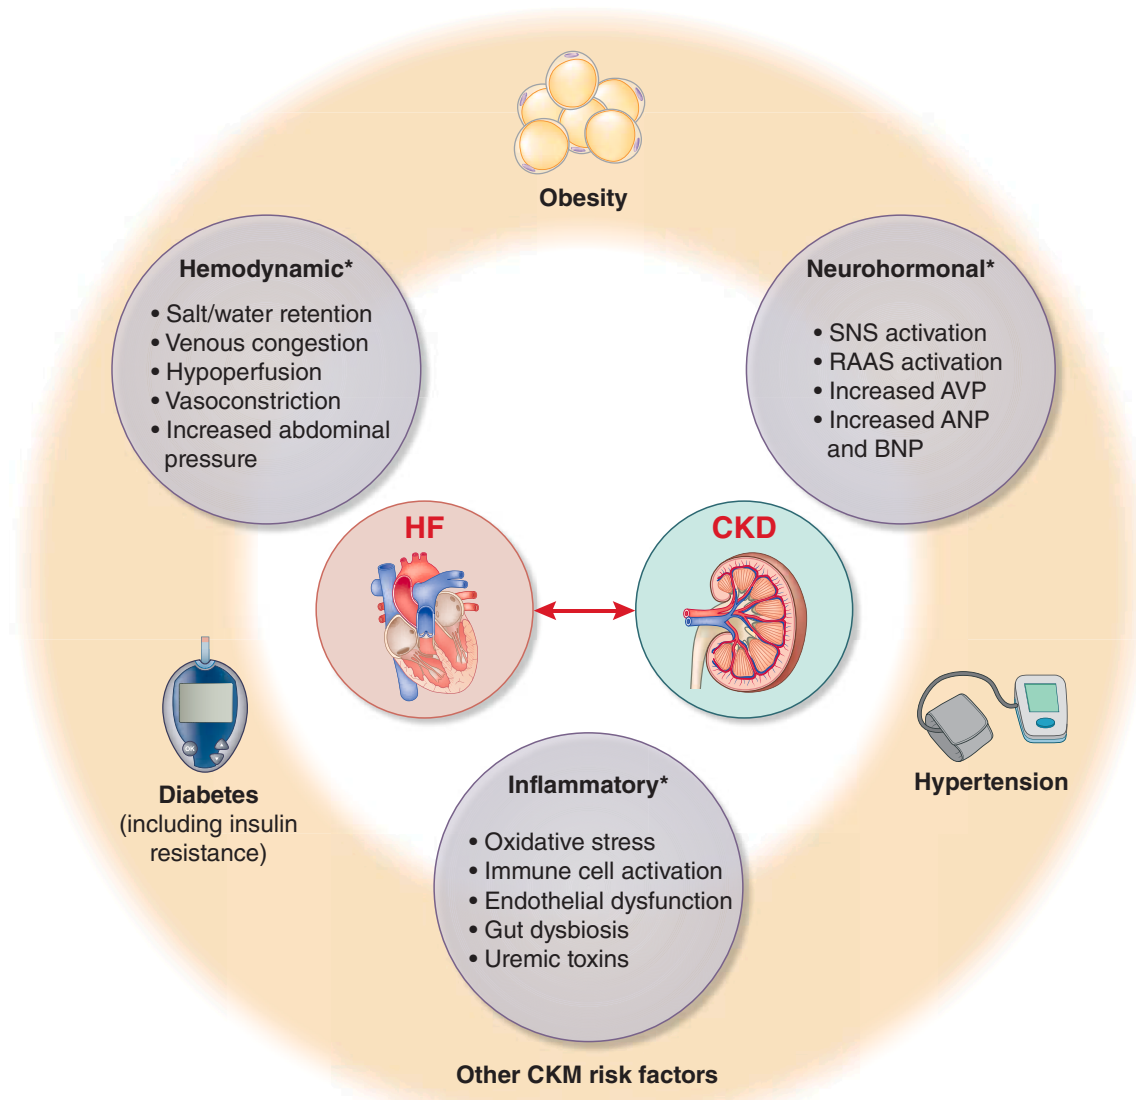 Obesity
Hemodynamic*
• Salt/water retention
• Venous congestion
• Hypoperfusion
• Vasoconstriction
• Increased abdominal
pressure
Neurohormonal*
• SNS activation
• RAAS activation
• Increased AVP
• Increased ANP
and BNP
HF
CKD
OK
Diabetes
(including insulin
resistance)
Hypertension
Inflammatory*
• Oxidative stress
• Immune cell activation
• Endothelial dysfunction
• Gut dysbiosis
• Uremic toxins
Other CKM risk factors